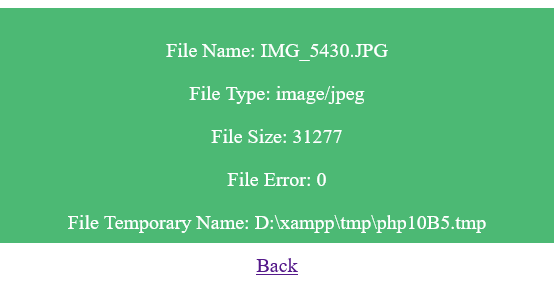 File Name: IMG_5430.JPG
File Type: image/jpeg
File Size: 31277
File Error: 0
File Temporary Name: D:\xampp\tmp\php10B5.tmp
Back